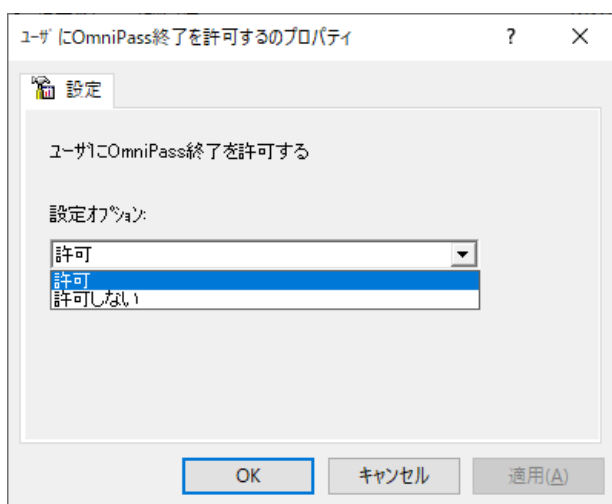 ﾕｰｻﾞにOmniPass終了を許可するのプロパティ
設定
ﾕｰｻﾞにOmniPass終了を許可する
設定ｵﾌﾟｼｮﾝ:
許可
許可
許可しない
OK
キャンセル
適用(A)